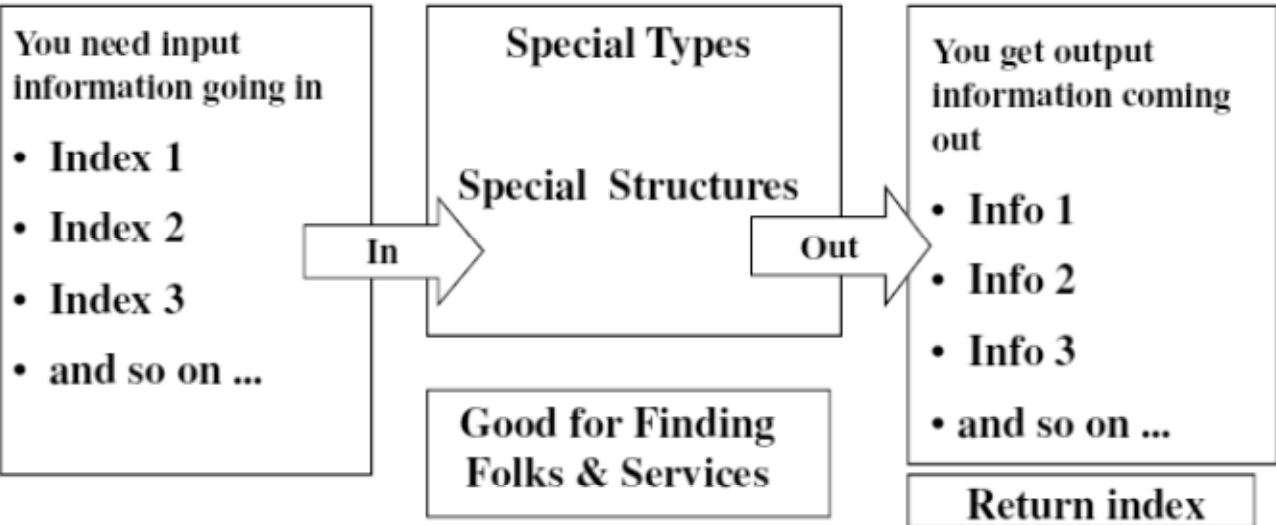 You need input
information going in
• Index 1
• Index 2
• Index 3
• and so on ...
In
Special Types
Special Structures
Out
Good for Finding
Folks & Services
You get output
information coming
out
• Info 1
• Info 2
• Info 3
• and so on ...
Return index